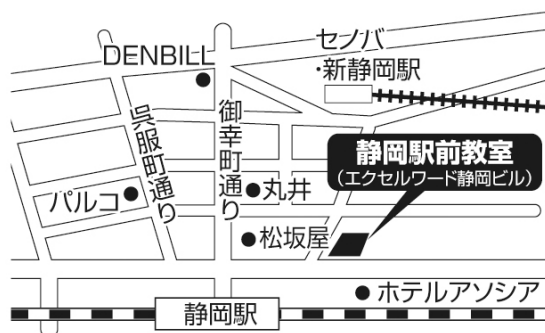 セノバ
DENBILL
・新静岡駅
呉服町通り
御幸町通り
静岡駅前教室
(エクセルワード静岡ビル)
パルコ
丸井
松坂屋
ホテルアソシア
静岡駅